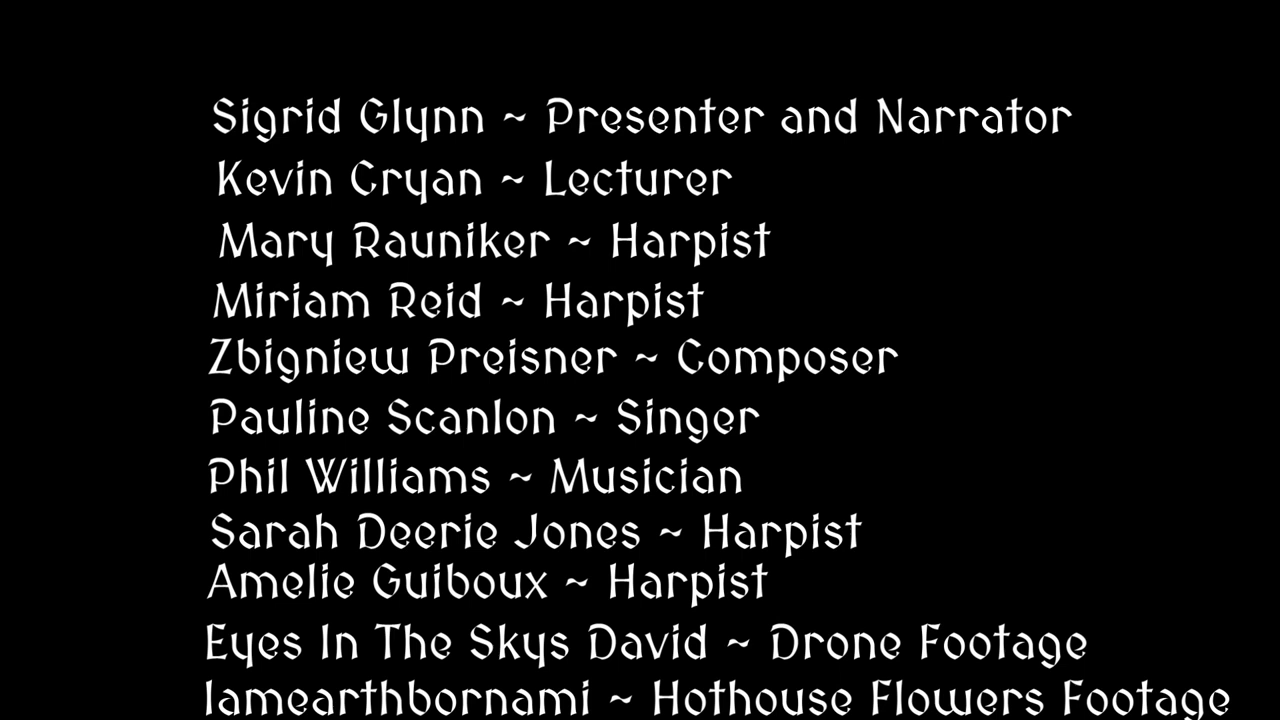 Sigrid Glynn ~ Presenter and Narrator
Kevin Cryan ~ Lecturer
Mary Rauniker ~ Harpist
Miriam Reid ~ Harpist
Zbigniew Preisner ~ Composer
Pauline Scanlon ~ Singer
Phil Williams ~ Musician
Sarah Deerie Jones ~ Harpist
Amelie Guiboux ~ Harpist
Eyes In The Skys David ~ Drone Footage
Iamearthbornami ~ Hothouse Flowers Footage